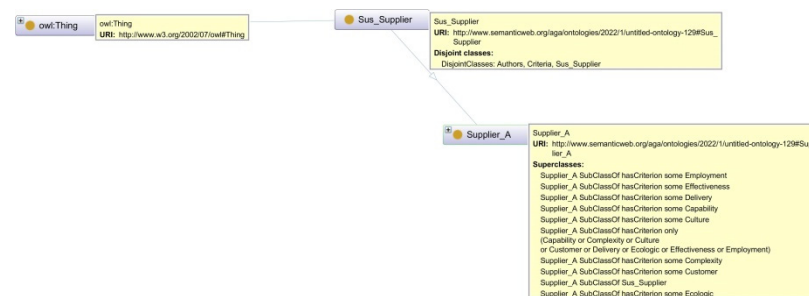 owl:Thing
owl:Thing
URI: http://www.w3.org/2002/07/owl#Thing
Sus_Supplier
Sus_Supplier
URI: http://www.semanticweb.org/aga/ontologies/2022/1/untitled-ontology-129#Sus_
Supplier
Disjoint classes:
DisjointClasses: Authors, Criteria, Sus_Supplier
Supplier_A
Supplier_A
URI: http://www.semanticweb.org/aga/ontologies/2022/1/untitled-ontology-129#Su
lier_A
Superclasses:
Supplier_A SubClassOf hasCriterion some Employment
Supplier_A SubClassOf hasCriterion some Effectiveness
Supplier_A SubClassOf hasCriterion some Delivery
Supplier_A SubClassOf hasCriterion some Capability
Supplier_A SubClassOf hasCriterion some Culture
Supplier_A SubClassOf hasCriterion only
(Capability or Complexity or Culture
or Customer or Delivery or Ecologic or Effectiveness or Employment)
Supplier_A SubClassOf hasCriterion some Complexity
Supplier_A SubClassOf hasCriterion some Customer
Supplier_A SubClassOf Sus_Supplier
Supplier_A SubClassOf hasCriterion some Ecologic